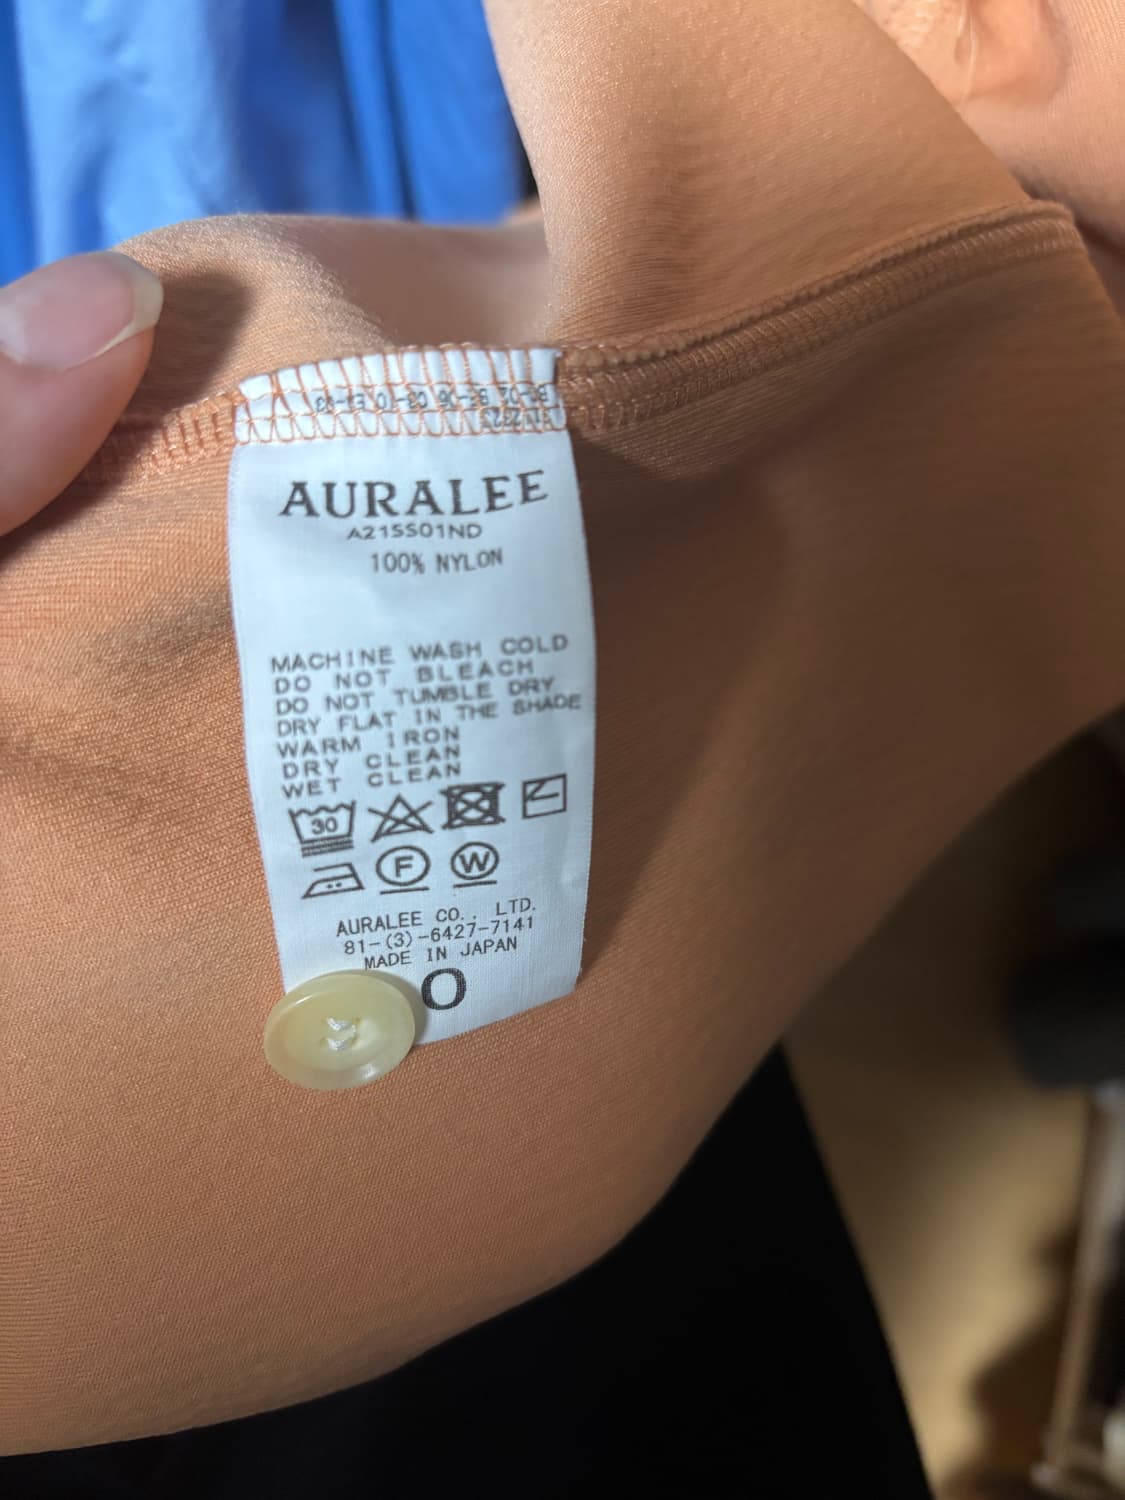 AURALEE
A21SS01ND
100% NYLON
MACHINE WASH COLD
DO NOT BLEACH
DO NOT TUMBLE DRY
DRY FLAT IN THE SHADE
WARM IRON
DRY CLEAN
WET CLEAN
30
F W
AURALEE CO., LTD.
81-(3)-6427-7141
MADE IN JAPAN
0